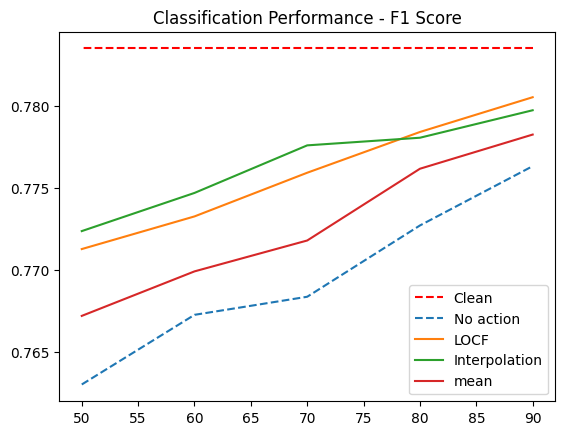 Classification Performance - F1 Score
0.780
0.775
0.770
0.765
50 55 60 65 70 75 80 85 90
Clean
No action
LOCF
Interpolation
mean